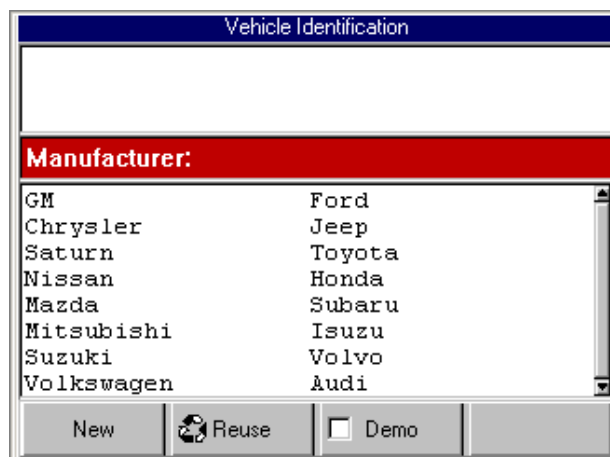 Vehicle Identification
Manufacturer:
GM Ford
Chrysler Jeep
Saturn Toyota
Nissan Honda
Mazda Subaru
Mitsubishi Isuzu
Suzuki Volvo
Volkswagen Audi
New Reuse Demo